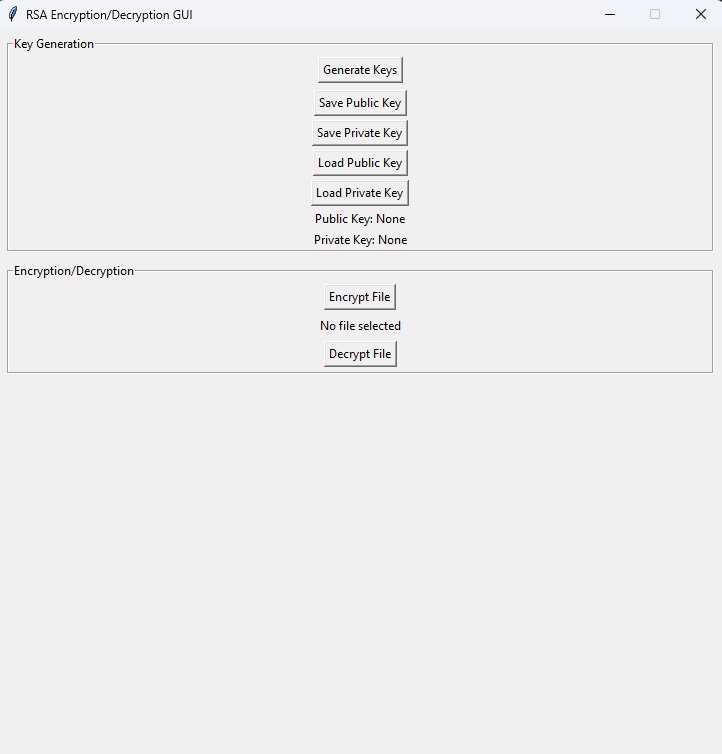 RSA Encryption/Decryption GUI
Key Generation
Generate Keys
Save Public Key
Save Private Key
Load Public Key
Load Private Key
Public Key: None
Private Key: None
Encryption/Decryption
Encrypt File
No file selected
Decrypt File